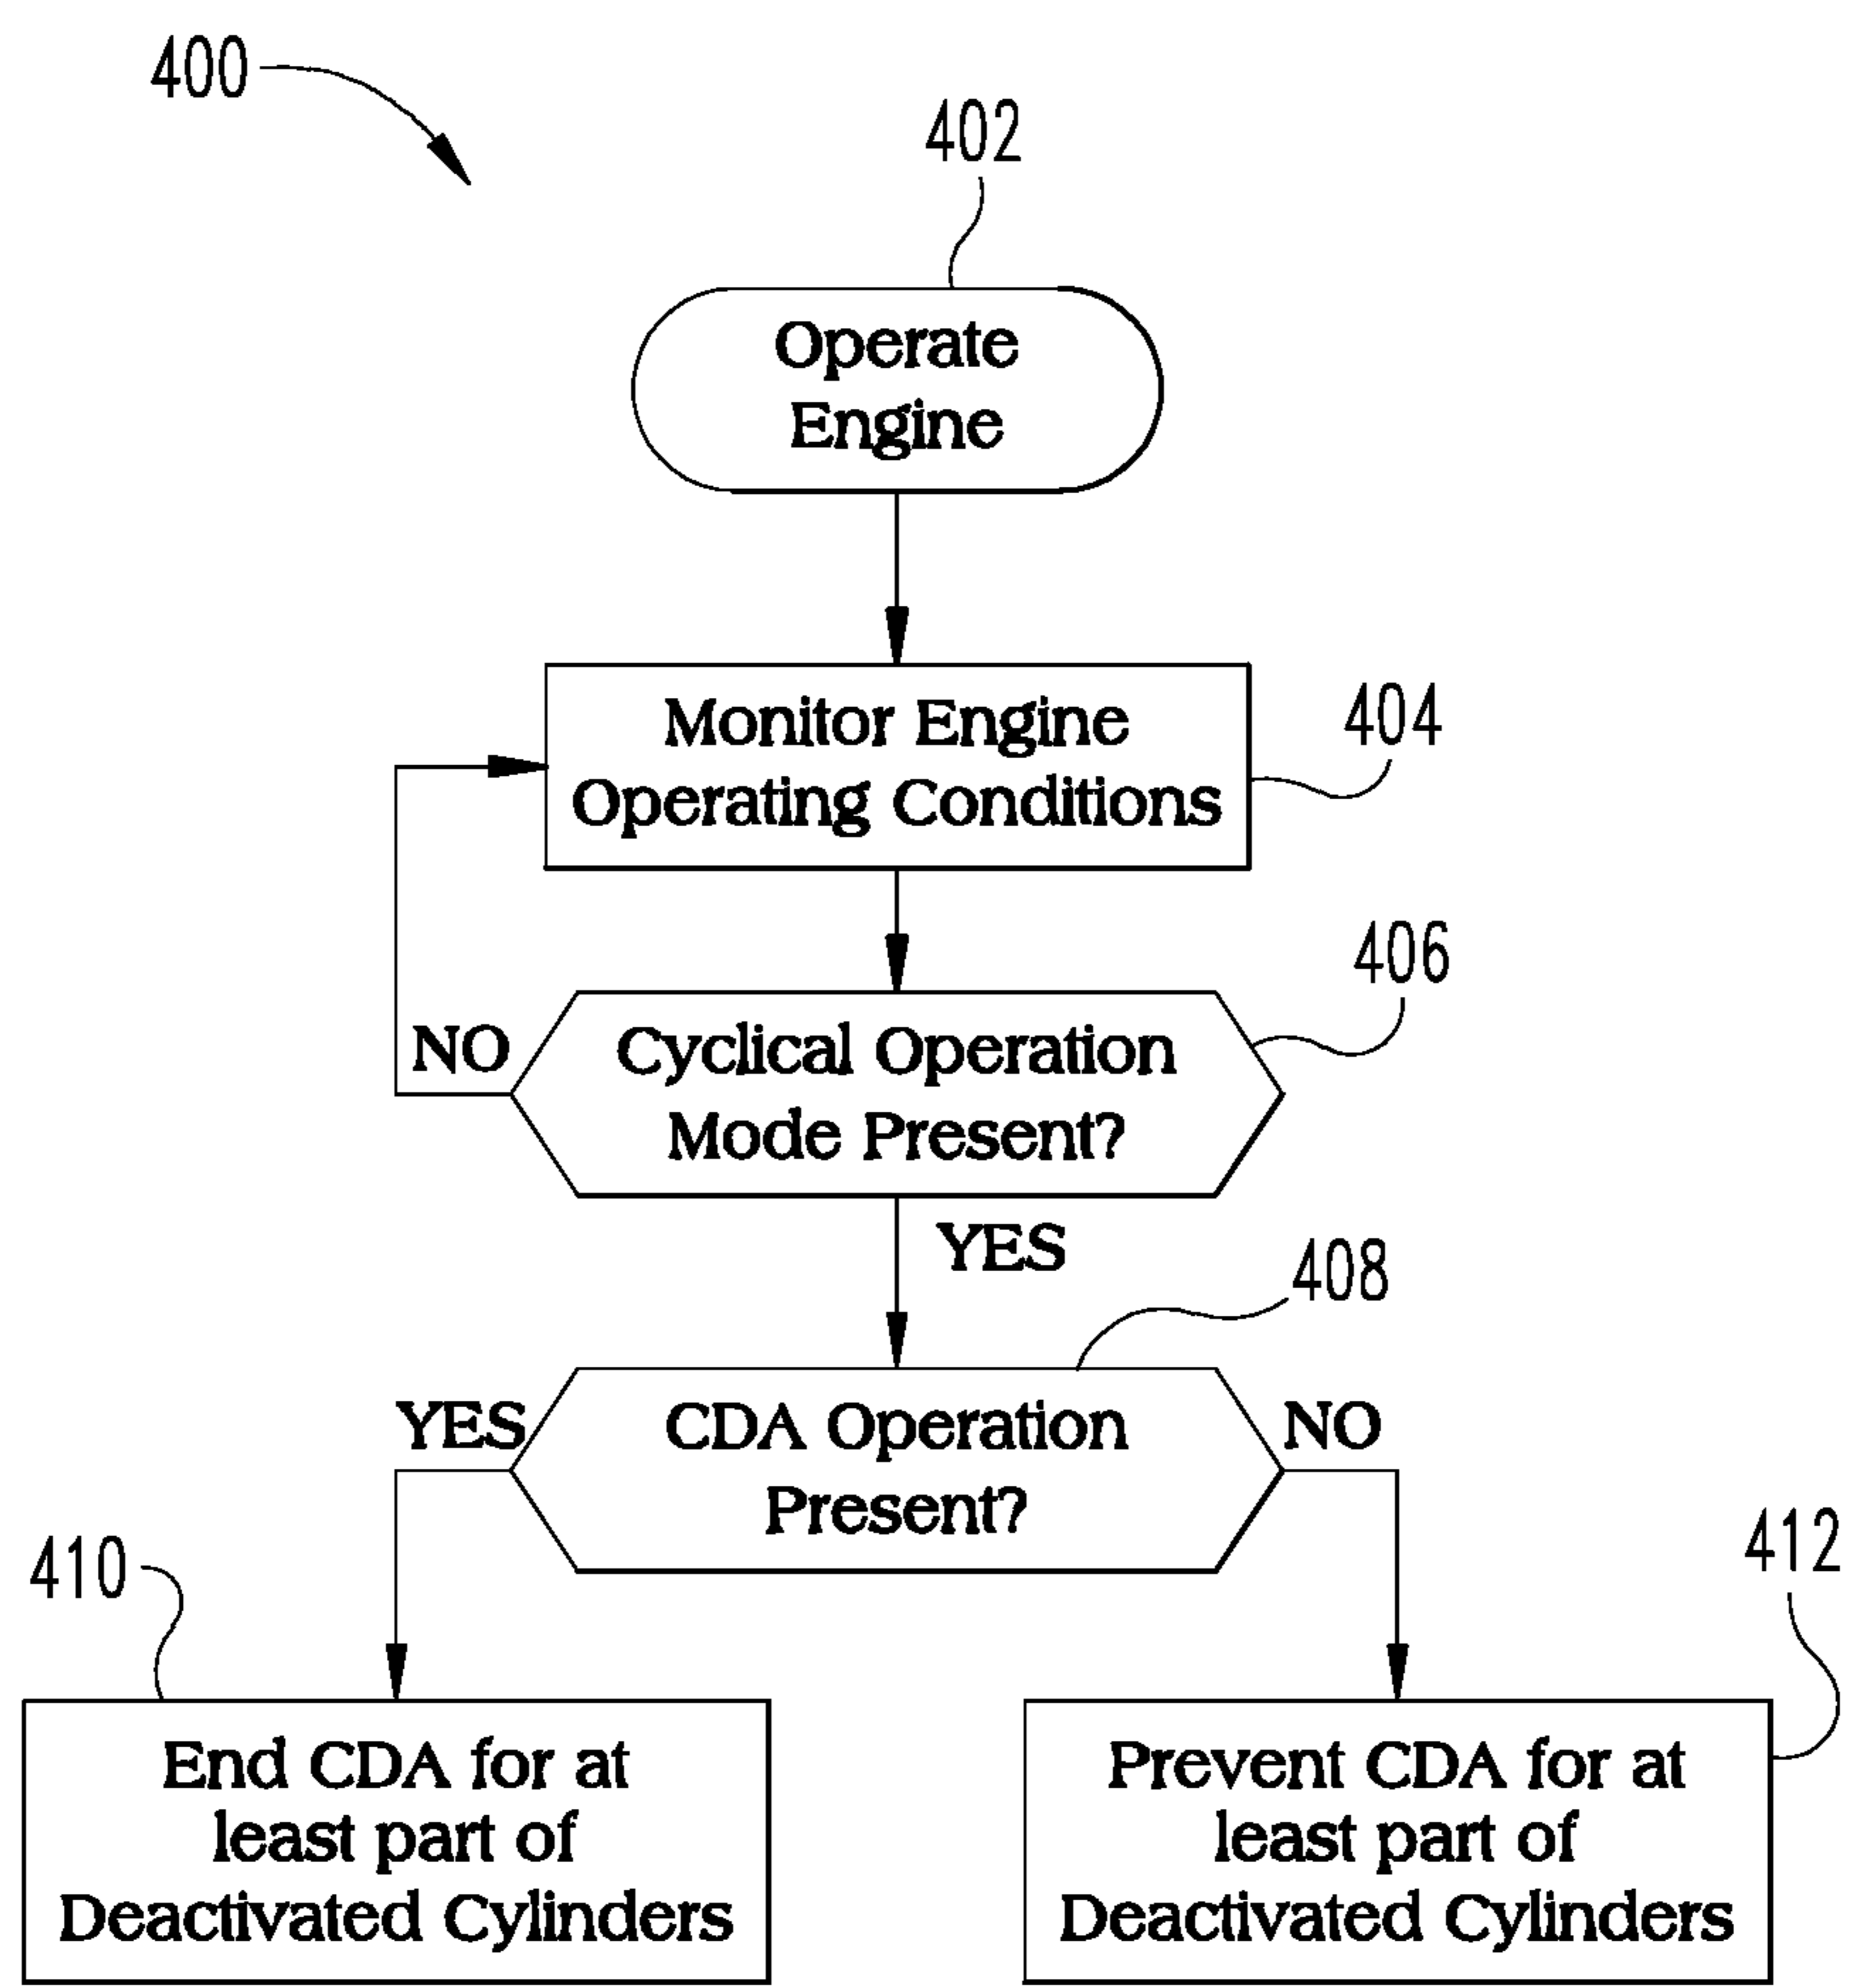 400
402
Operate
Engine
Monitor Engine
Operating Conditions
404
406
NO
Cyclical Operation
Mode Present?
YES
408
YES
CDA Operation
Present?
NO
410
412
End CDA for at
least part of
Deactivated Cylinders
Prevent CDA for at
least part of
Deactivated Cylinders